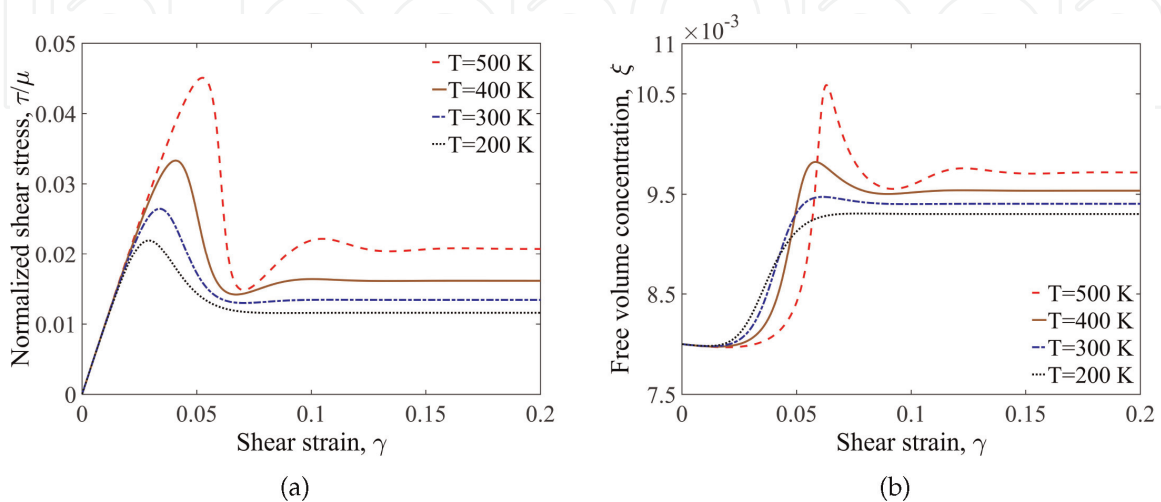 0.05
0.04
0.03
0.02
0.01
0
Normalized shear stress, τ/μ
T=500 K
T=400 K
T=300 K
T=200 K
0 0.05 0.1 0.15 0.2
Shear strain, γ
(a)
×10⁻³
11
10.5
9.5
8.5
7.5
Free volume concentration, ξ
T=500 K
T=400 K
T=300 K
T=200 K
0 0.05 0.1 0.15 0.2
Shear strain, γ
(b)